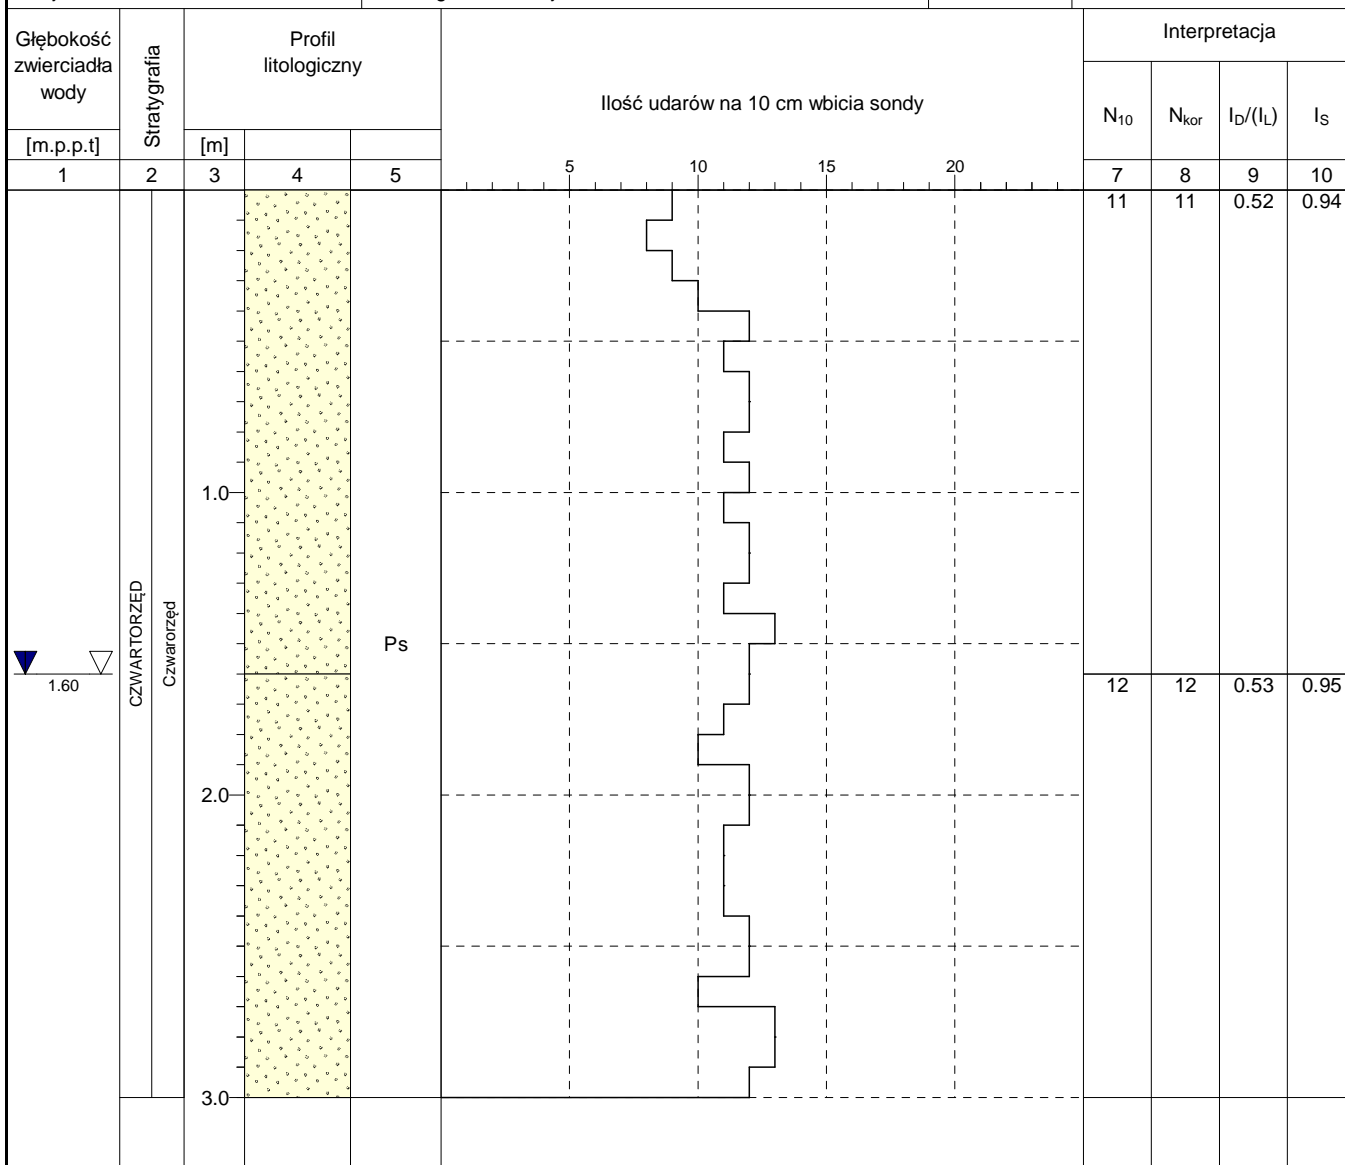 Głębokość
zwierciadła
wody
[m.p.p.t]
Stratygrafia
Profil
litologiczny
[m]
Ilość udarów na 10 cm wbicia sondy
Interpretacja
N10 Nkor ID/(IL) IS
1 2 3 4 5 7 8 9 10
5 10 15 20
11 11 0.52 0.94
1.0
CZWARTORZĘD
Czwarorzęd
Ps
1.60
12 12 0.53 0.95
2.0
3.0